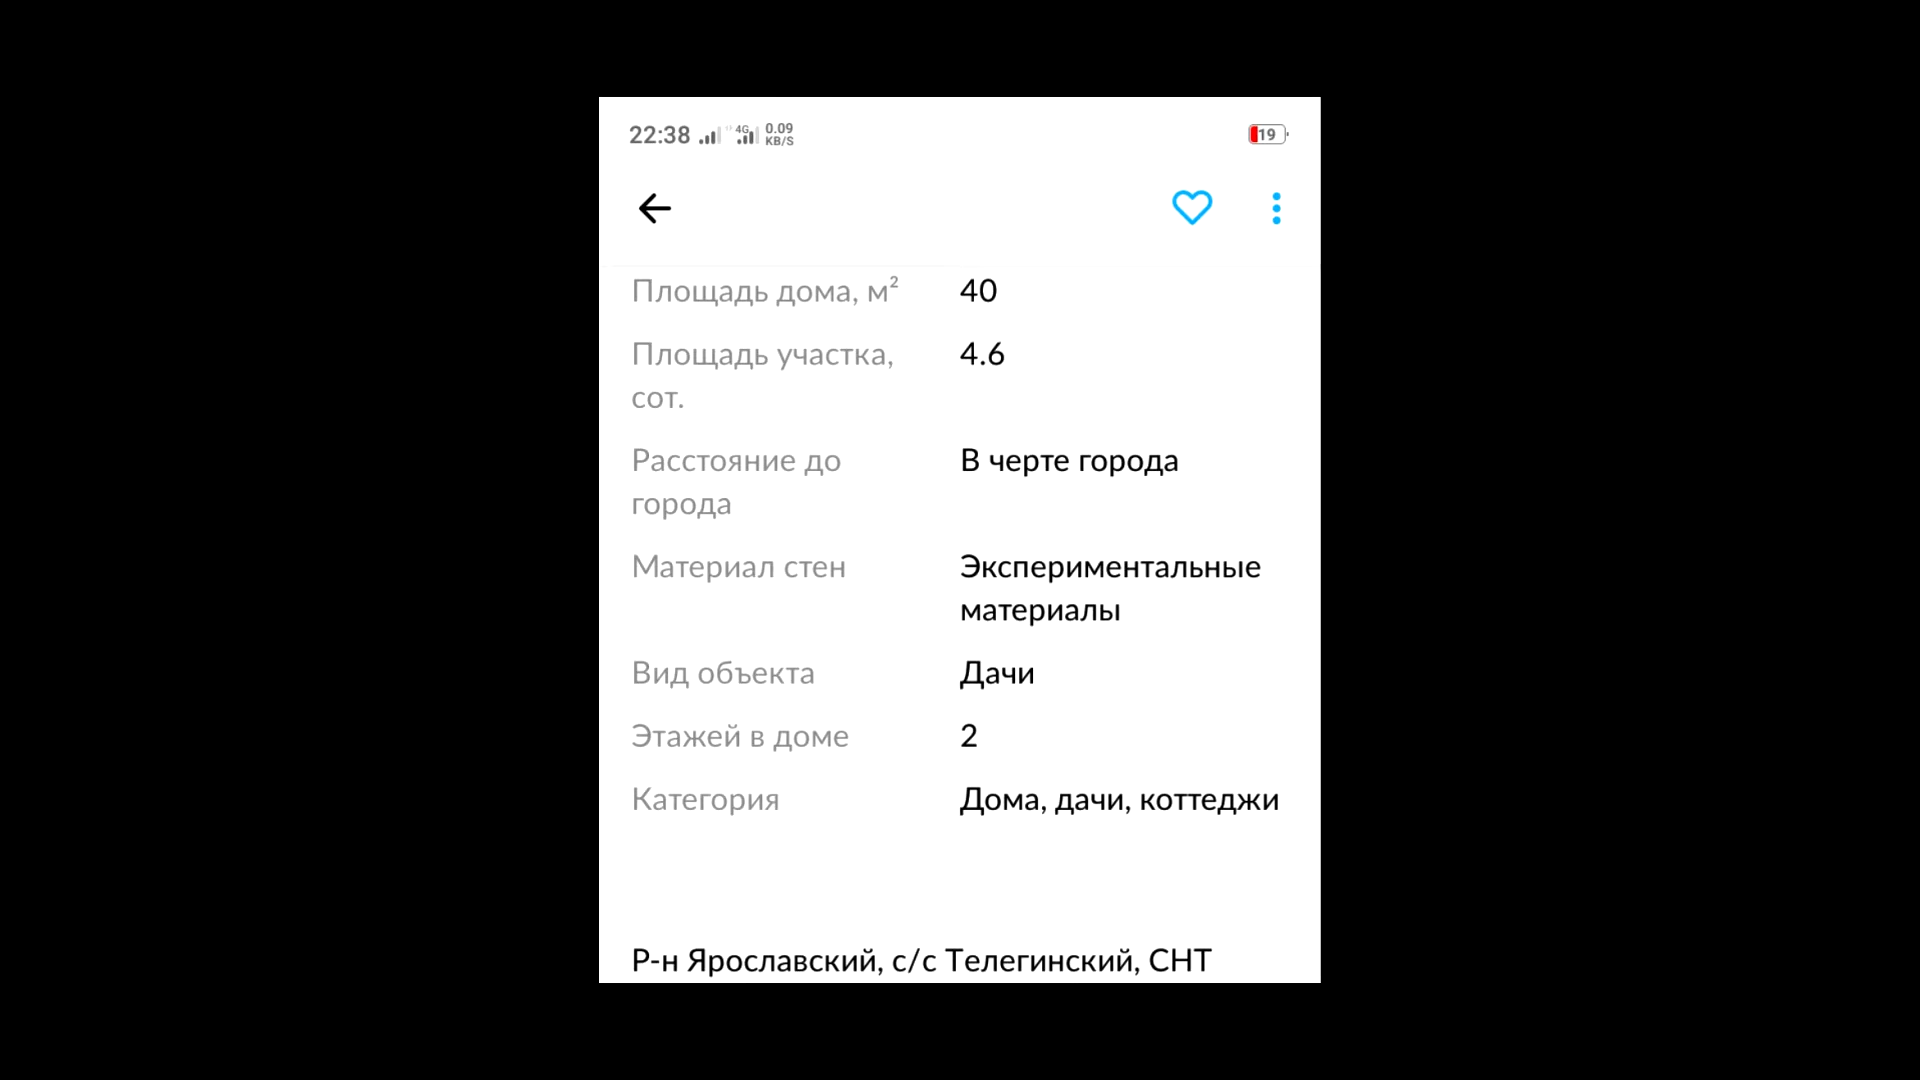 22:38 4G 0.09 KB/S 19
Площадь дома, м² 40
Площадь участка, 4.6
сот.
Расстояние до В черте города
города
Материал стен Экспериментальные
материалы
Вид объекта Дачи
Этажей в доме 2
Категория Дома, дачи, коттеджи
Р-н Ярославский, с/с Телегинский, СНТ